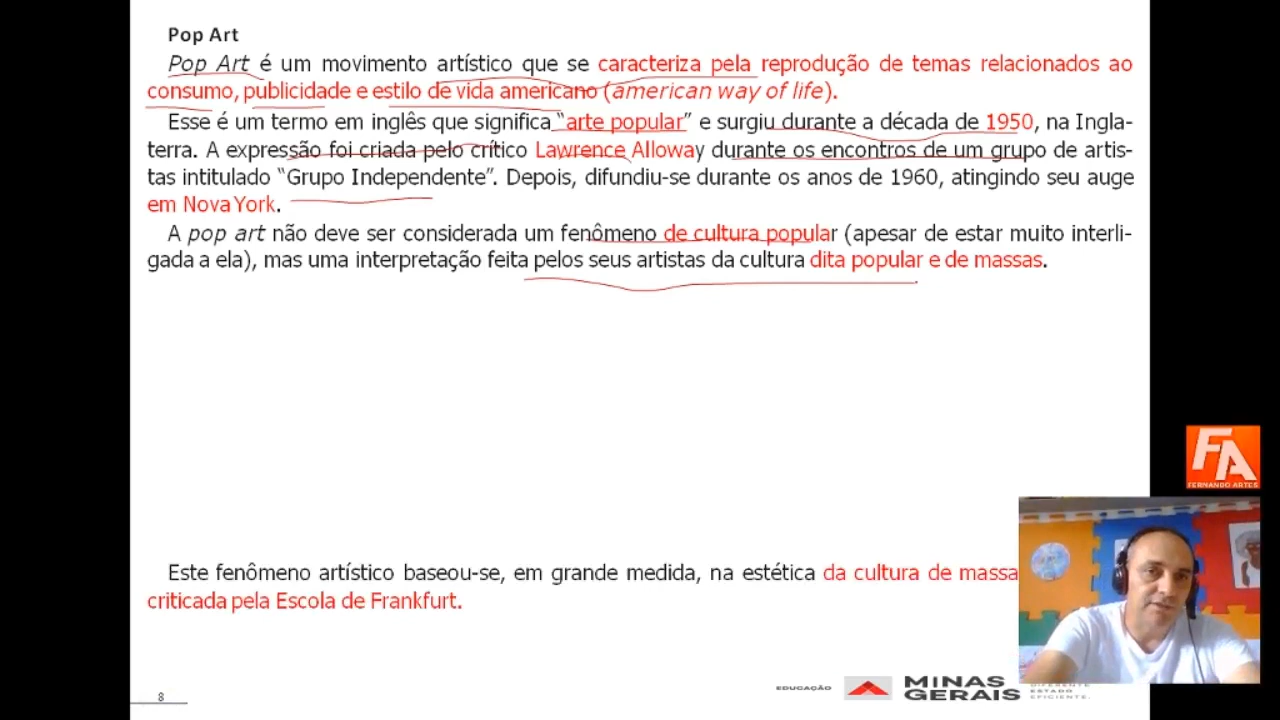 Pop Art
Pop Art é um movimento artístico que se caracteriza pela reprodução de temas relacionados ao
consumo, publicidade e estilo de vida americano (american way of life).
Esse é um termo em inglês que significa "arte popular" e surgiu durante a década de 1950, na Ingla-
terra. A expressão foi criada pelo crítico Lawrence Alloway durante os encontros de um grupo de artis-
tas intitulado "Grupo Independente". Depois, difundiu-se durante os anos de 1960, atingindo seu auge
em Nova York.
A pop art não deve ser considerada um fenômeno de cultura popular (apesar de estar muito interli-
gada a ela), mas uma interpretação feita pelos seus artistas da cultura dita popular e de massas.
FA
FERNANDO ARTES
Este fenômeno artístico baseou-se, em grande medida, na estética da cultura de massa
criticada pela Escola de Frankfurt.
8
EDUCAÇÃO
MINAS
GERAIS
DIFERENTE.
ESTADO
EFICIENTE.